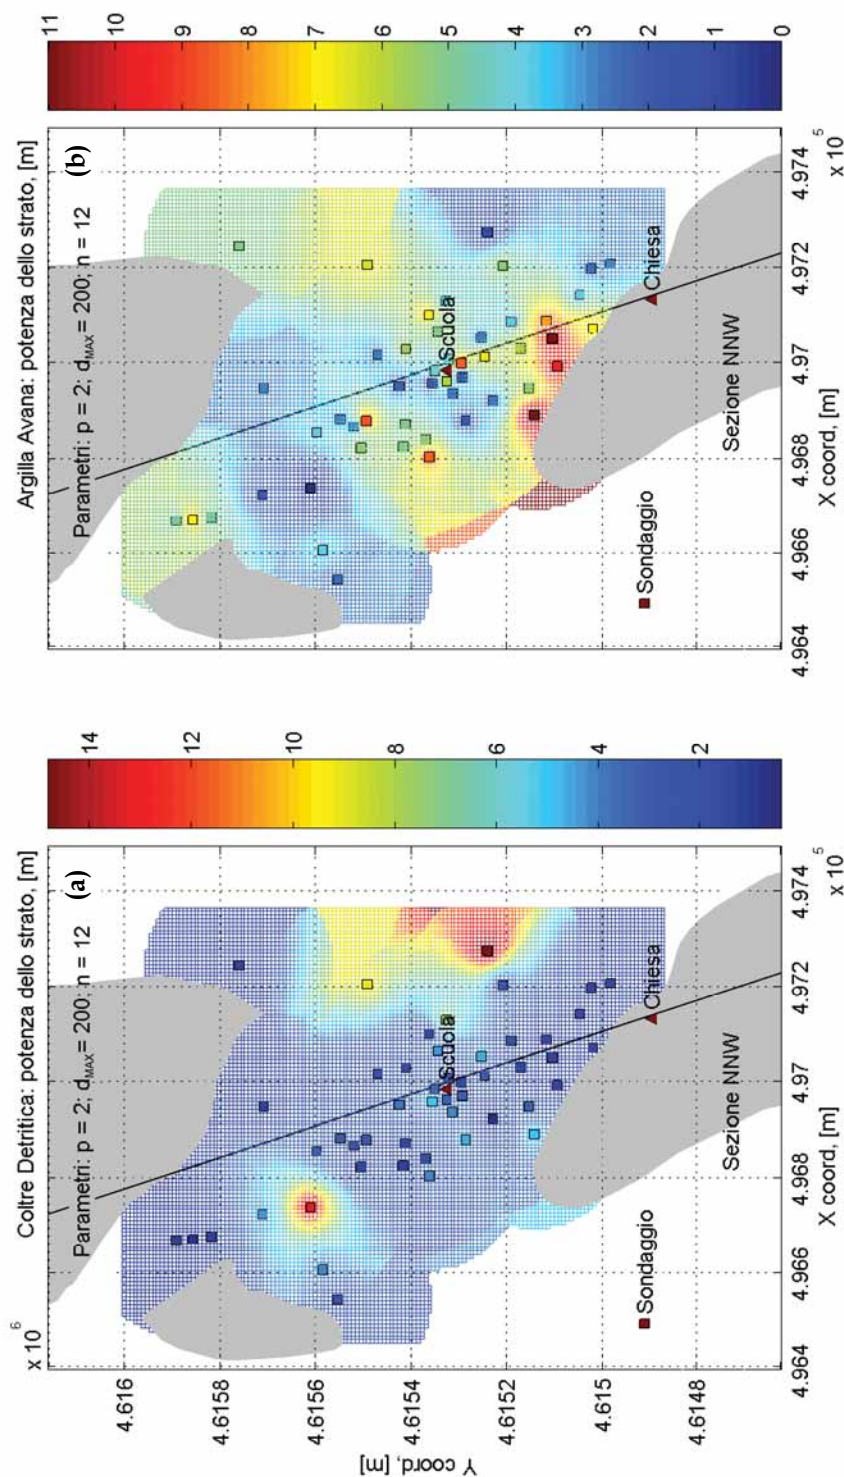 Coltre Detritica: potenza dello strato, [m]
x 10 6
(a)
Parametri: p = 2; dMAX = 200; n = 12
4.616
4.6158
4.6156
4.6154
4.6152
4.615
4.6148
Y coord, [m]
Scuola
Chiesa
Sondaggio
Sezione NNW
4.964
4.966
4.968
4.97
4.972
4.974
x 10 5
X coord, [m]
14
12
10
8
6
4
2
Argilla Avana: potenza dello strato, [m]
(b)
Parametri: p = 2; dMAX = 200; n = 12
Scuola
Chiesa
Sondaggio
Sezione NNW
4.964
4.966
4.968
4.97
4.972
4.974
x 10 5
X coord, [m]
11
10
9
8
7
6
5
4
3
2
1
0